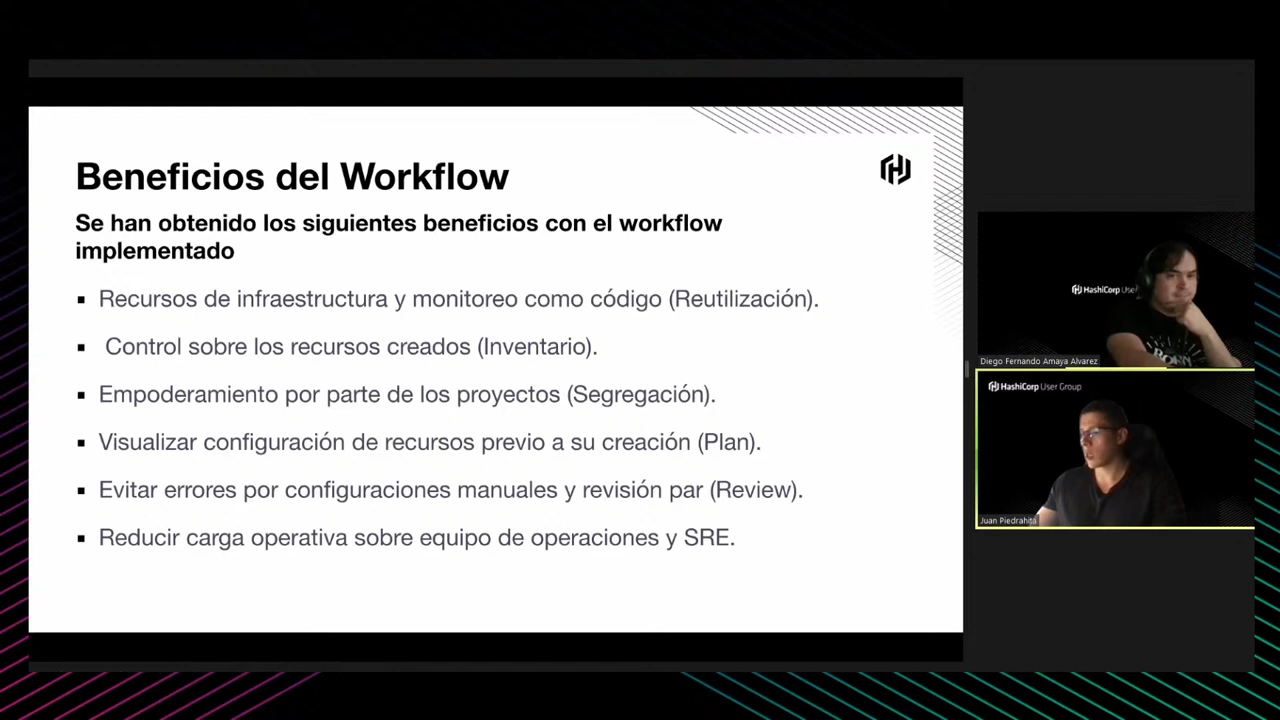 Beneficios del Workflow
Se han obtenido los siguientes beneficios con el workflow
implementado
▪ Recursos de infraestructura y monitoreo como código (Reutilización).
▪ Control sobre los recursos creados (Inventario).
▪ Empoderamiento por parte de los proyectos (Segregación).
▪ Visualizar configuración de recursos previo a su creación (Plan).
▪ Evitar errores por configuraciones manuales y revisión par (Review).
▪ Reducir carga operativa sobre equipo de operaciones y SRE.
HashiCorp Use
BORN
Diego Fernando Amaya Alvarez
HashiCorp User Group
Juan Piedrahita